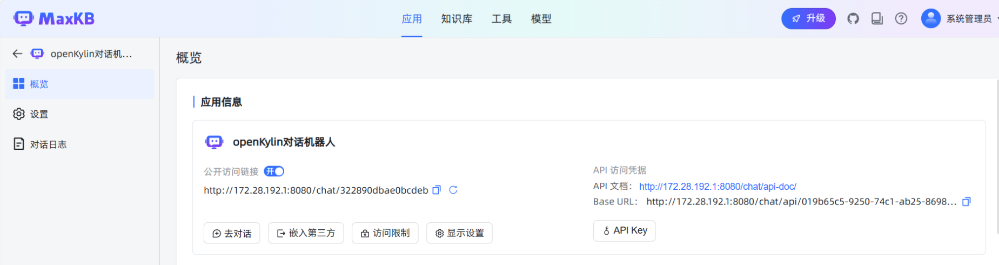 MaxKB
应用 知识库 工具 模型
升级
系统管理员
openKylin对话机...
概览
设置
对话日志
概览
应用信息
openKylin对话机器人
公开访问链接 开
http://172.28.192.1:8080/chat/322890dbae0bcdeb
去对话 嵌入第三方 访问限制 显示设置
API 访问凭据
API 文档： http://172.28.192.1:8080/chat/api-doc/
Base URL： http://172.28.192.1:8080/chat/api/019b65c5-9250-74c1-ab25-8698...
API Key